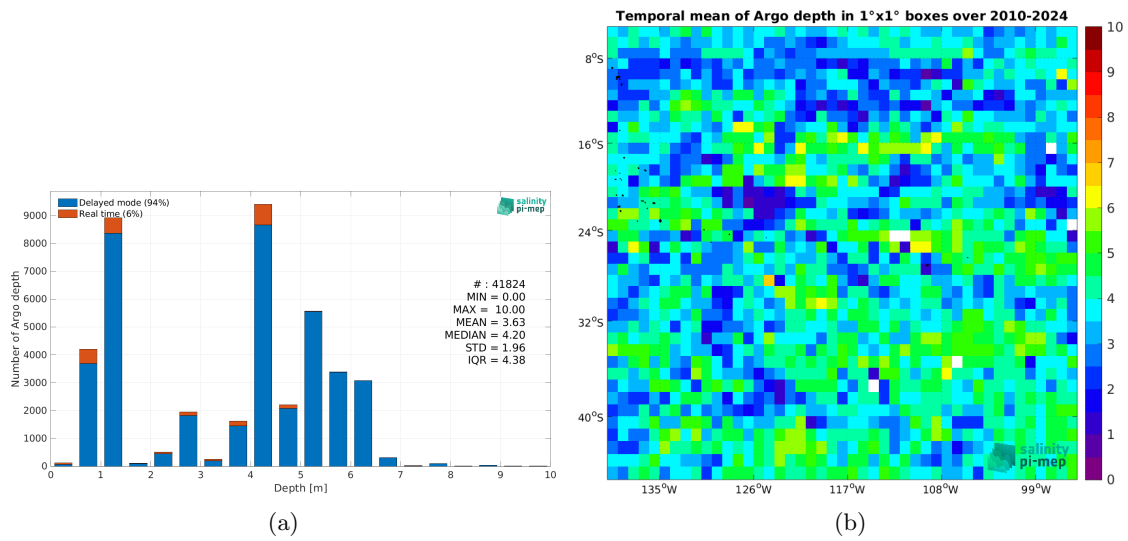 Delayed mode (94%)
Real time (6%)
salinity
pi-mep
9000
8000
7000
6000
5000
4000
3000
2000
1000
0
Number of Argo depth
# : 41824
MIN = 0.00
MAX = 10.00
MEAN = 3.63
MEDIAN = 4.20
STD = 1.96
IQR = 4.38
0 1 2 3 4 5 6 7 8 9 10
Depth [m]
(a)
Temporal mean of Argo depth in 1°x1° boxes over 2010-2024
8°S
16°S
24°S
32°S
40°S
135°W 126°W 117°W 108°W 99°W
salinity
pi-mep
10
9
8
7
6
5
4
3
2
1
0
(b)